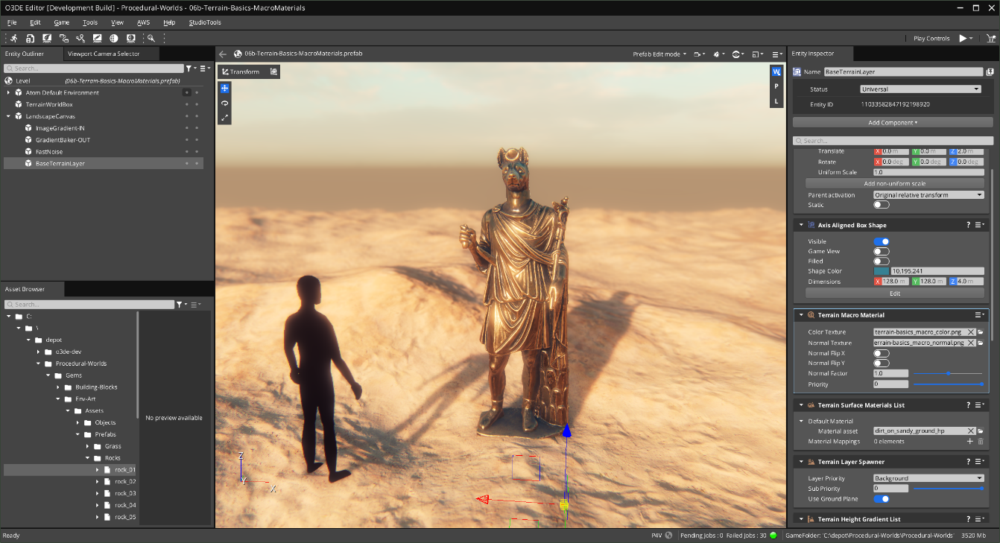 O3DE Editor [Development Build] - Procedural-Worlds - 06b-Terrain-Basics-MacroMaterials
File Edit Game Tools View AWS Help StudioTools
Play Controls
Entity Outliner Viewport Camera Selector
Search...
Level (06b-Terrain-Basics-MacroMaterials.prefab)
Atom Default Environment
TerrainWorldBox
LandscapeCanvas
ImageGradient-IN
GradientBaker-OUT
FastNoise
BaseTerrainLayer
Asset Browser
Search...
C:
\
depot
o3de-dev
Procedural-Worlds
Gems
Building-Blocks
Env-Art
Assets
Objects
Prefabs
Grass
Rocks
rock_01
rock_02
rock_03
rock_04
rock_05
No preview available
06b-Terrain-Basics-MacroMaterials.prefab Prefab Edit mode
Transform
W
P
L
Z
Y
X
Entity Inspector
Name BaseTerrainLayer
Status Universal
Entity ID 11033582847192198920
Add Component
Search...
Translate X 0.0 m Y 0.0 m Z 2.0 m
Rotate X 0.0 deg Y 0.0 deg Z 0.0 deg
Uniform Scale 1.0
Add non-uniform scale
Parent activation Original relative transform
Static
Axis Aligned Box Shape ?
Visible
Game View
Filled
Shape Color 10,195,241
Dimensions X 128.0 m Y 128.0 m Z 4.0 m
Edit
Terrain Macro Material
Color Texture terrain-basics_macro_color.png
Normal Texture errain-basics_macro_normal.png
Normal Flip X
Normal Flip Y
Normal Factor 1.0
Priority 0
Terrain Surface Materials List ?
Default Material
Material asset dirt_on_sandy_ground_hp
Material Mappings 0 elements
Terrain Layer Spawner ?
Layer Priority Background
Sub Priority 0
Use Ground Plane
Terrain Height Gradient List ?
Ready P4V Pending Jobs : 0 Failed Jobs : 30 GameFolder: 'C:\depot\Procedural-Worlds\Procedural-Worlds' 3520 Mb